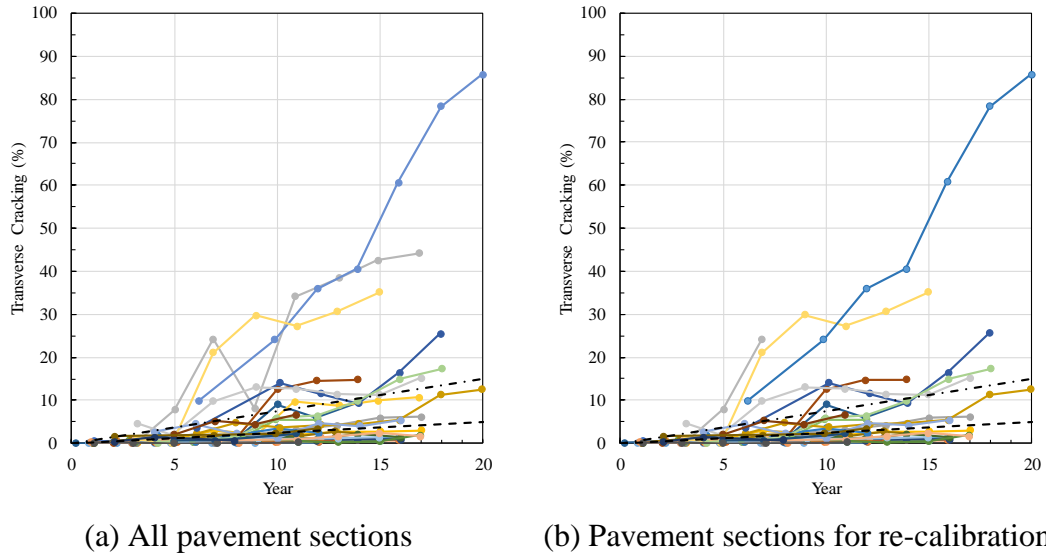 100
90
80
70
60
50
40
30
20
10
0
0 5 10 15 20
Transverse Cracking (%)
Year
(a) All pavement sections
100
90
80
70
60
50
40
30
20
10
0
0 5 10 15 20
Transverse Cracking (%)
Year
(b) Pavement sections for re-calibration